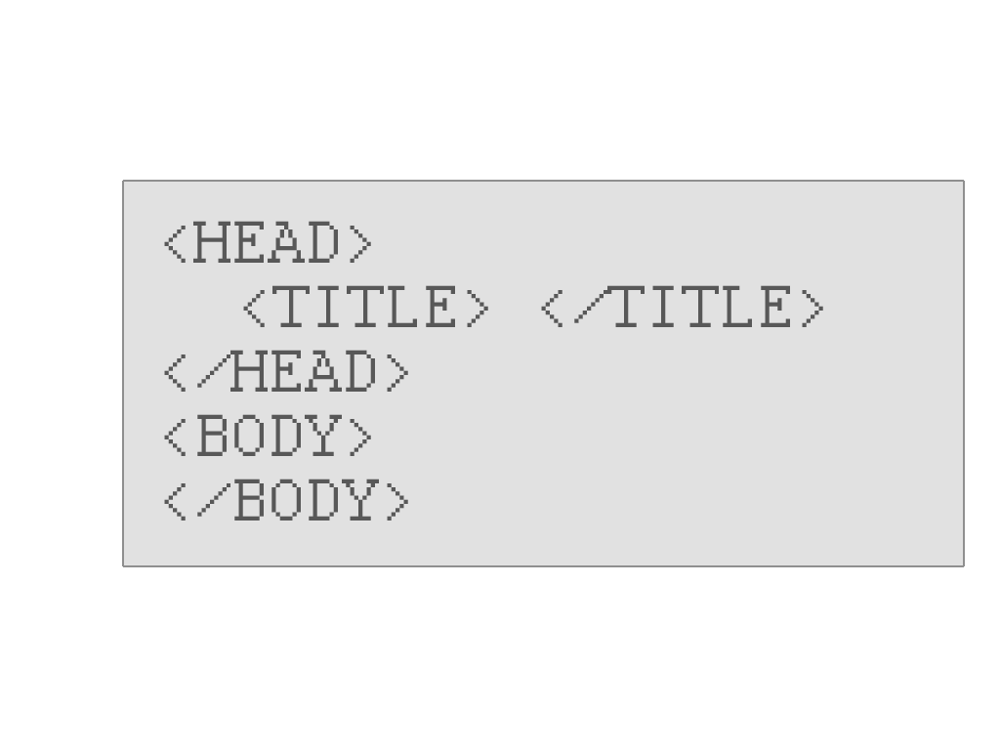 <HEAD>
<TITLE> </TITLE>
</HEAD>
<BODY>
</BODY>